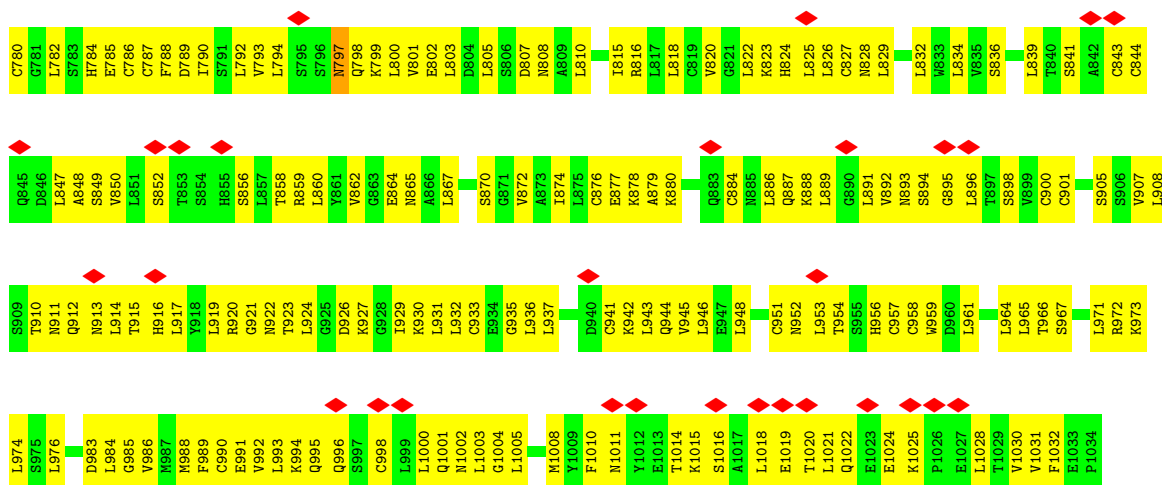 C780 G781 L782 S783 H784 E785 C786 C787 F788 D789 I790 S791 L792 V793 L794 S795 S796 N797 Q798 K799 L800 V801 E802 L803 D804 L805 S806 D807 N808 A809 L810 I815 R816 L817 L818 C819 V820 G821 L822 K823 H824 L825 L826 C827 N828 L829 L832 W833 L834 V835 S836 L839 T840 S841 A842 C843 C844
Q845 D846 L847 A848 S849 V850 L851 S852 T853 S854 H855 S856 L857 T858 R859 L860 Y861 V862 G863 E864 N865 A866 L867 S870 G871 V872 A873 I874 L875 C876 E877 K878 A879 K880 Q883 C884 N885 L886 Q887 K888 L889 G890 L891 V892 N893 S894 G895 L896 T897 S898 V899 C900 C901 S905 S906 V907 L908
S909 T910 N911 Q912 N913 L914 T915 H916 L917 Y918 L919 R920 G921 N922 T923 L924 G925 D926 K927 G928 I929 K930 L931 L932 C933 E934 G935 L936 L937 D940 C941 K942 L943 Q944 V945 L946 E947 L948 C951 N952 L953 T954 S955 H956 C957 C958 W959 D960 L961 L964 L965 T966 S967 L971 R972 K973
L974 S975 L976 D983 L984 G985 V986 M987 M988 F989 C990 E991 V992 L993 K994 Q995 Q996 S997 C998 L999 L1000 Q1001 N1002 L1003 G1004 L1005 M1008 Y1009 F1010 N1011 Y1012 E1013 T1014 K1015 S1016 A1017 L1018 E1019 T1020 L1021 Q1022 E1023 E1024 K1025 P1026 E1027 L1028 T1029 V1030 V1031 F1032 E1033 P1034